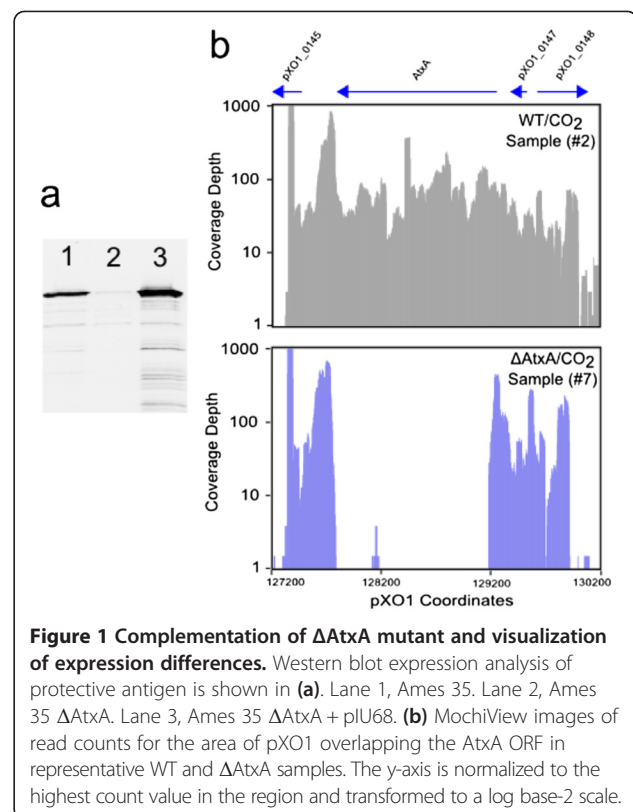 b
pXO1_0145
AtxA
pXO1_0147
pXO1_0148
1000
100
10
1
Coverage Depth
WT/CO2
Sample (#2)
a
1 2 3
1000
100
10
1
Coverage Depth
ΔAtxA/CO2
Sample (#7)
127200 128200 129200 130200
pXO1 Coordinates
Figure 1 Complementation of ΔAtxA mutant and visualization
of expression differences. Western blot expression analysis of
protective antigen is shown in (a). Lane 1, Ames 35. Lane 2, Ames
35 ΔAtxA. Lane 3, Ames 35 ΔAtxA + pIU68. (b) MochiView images of
read counts for the area of pXO1 overlapping the AtxA ORF in
representative WT and ΔAtxA samples. The y-axis is normalized to the
highest count value in the region and transformed to a log base-2 scale.